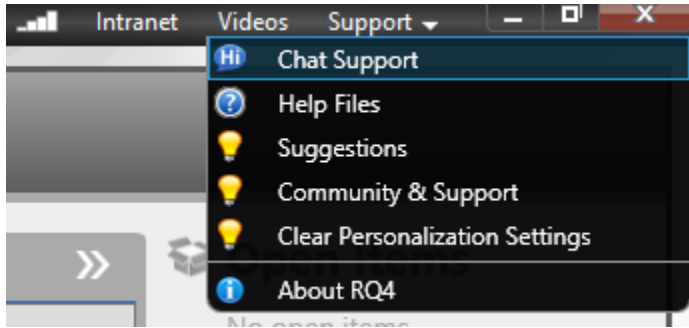 Intranet Videos Support
Hi Chat Support
Help Files
Suggestions
Community & Support
Clear Personalization Settings
Open Items
About RQ4
No open items